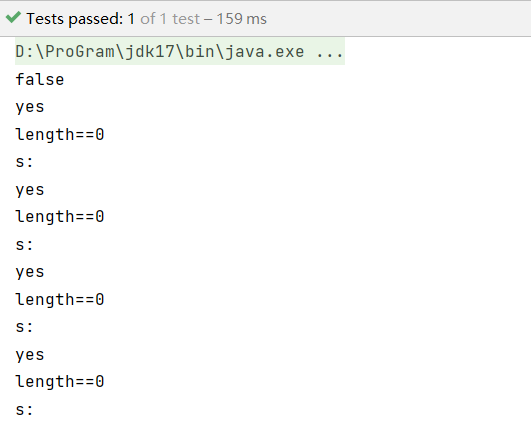 Tests passed: 1 of 1 test – 159 ms
D:\ProGram\jdk17\bin\java.exe ...
false
yes
length==0
s:
yes
length==0
s:
yes
length==0
s:
yes
length==0
s: